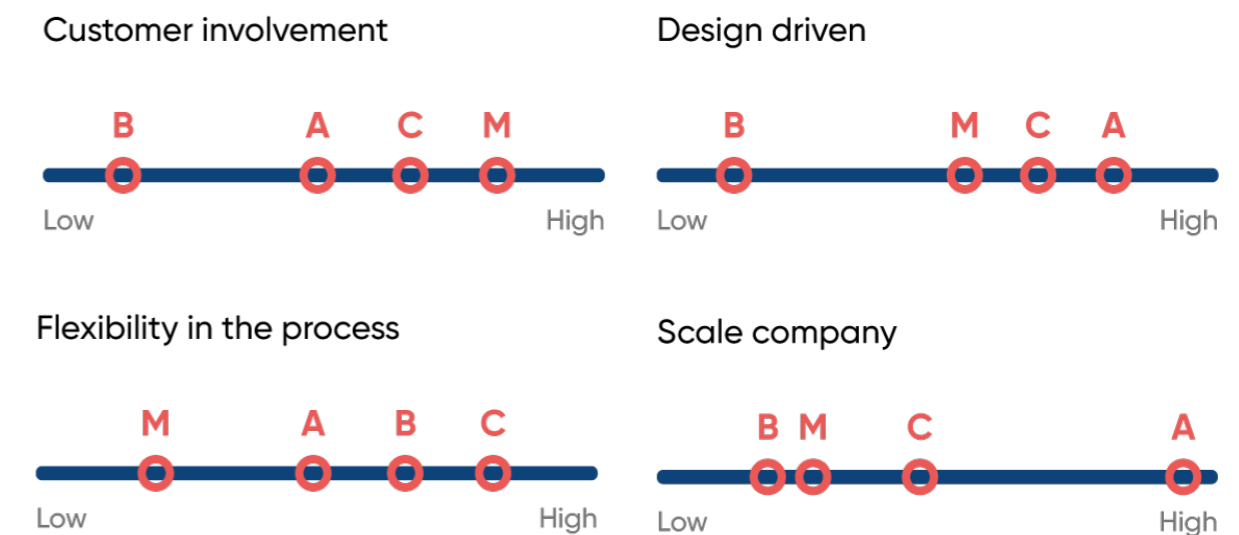 Customer involvement
B A C M
Low High
Design driven
B M C A
Low High
Flexibility in the process
M A B C
Low High
Scale company
B M C A
Low High